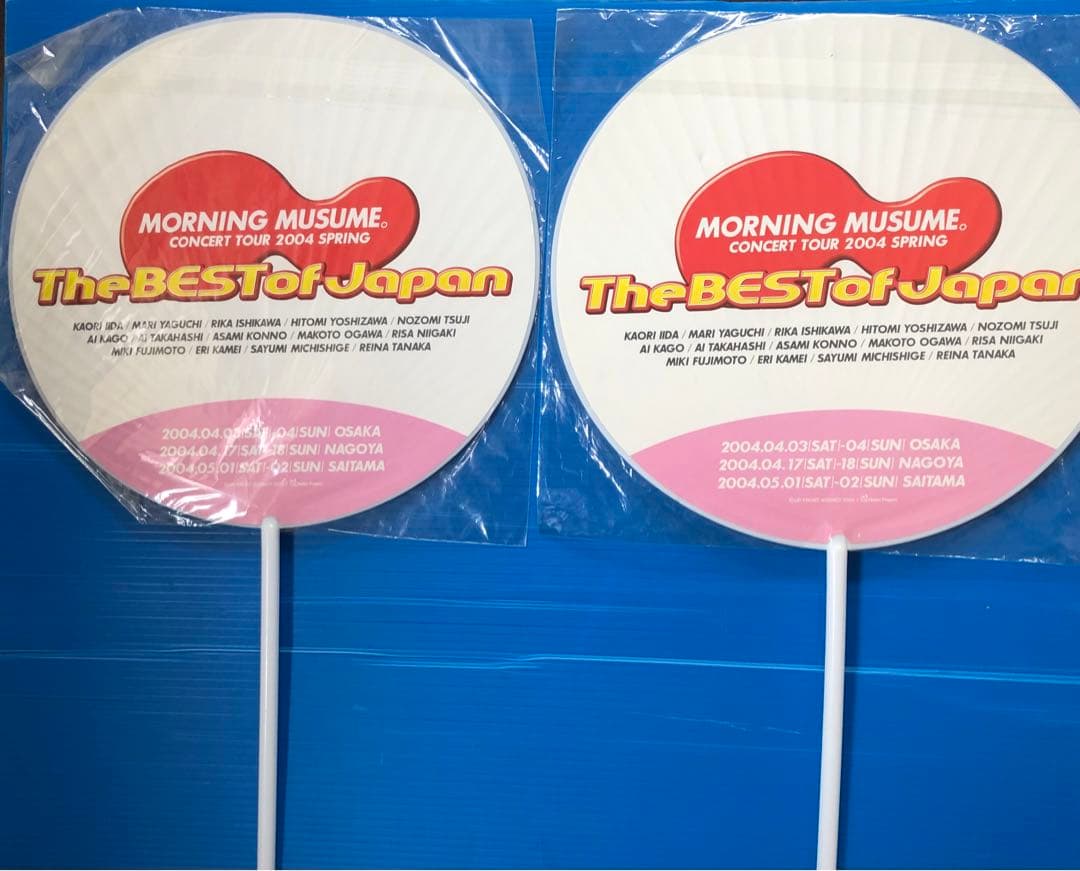 MORNING MUSUME。
CONCERT TOUR 2004 SPRING
The BEST of Japan
KAORI IIDA / MARI YAGUCHI / RIKA ISHIKAWA / HITOMI YOSHIZAWA / NOZOMI TSUJI
AI KAGO / AI TAKAHASHI / ASAMI KONNO / MAKOTO OGAWA / RISA NIIGAKI
MIKI FUJIMOTO / ERI KAMEI / SAYUMI MICHISHIGE / REINA TANAKA
2004.04.03|SAT|-04|SUN| OSAKA
2004.04.17|SAT|-18|SUN| NAGOYA
2004.05.01|SAT|-02|SUN| SAITAMA
MORNING MUSUME。
CONCERT TOUR 2004 SPRING
The BEST of Japan
KAORI IIDA / MARI YAGUCHI / RIKA ISHIKAWA / HITOMI YOSHIZAWA / NOZOMI TSUJI
AI KAGO / AI TAKAHASHI / ASAMI KONNO / MAKOTO OGAWA / RISA NIIGAKI
MIKI FUJIMOTO / ERI KAMEI / SAYUMI MICHISHIGE / REINA TANAKA
2004.04.03|SAT|-04|SUN| OSAKA
2004.04.17|SAT|-18|SUN| NAGOYA
2004.05.01|SAT|-02|SUN| SAITAMA